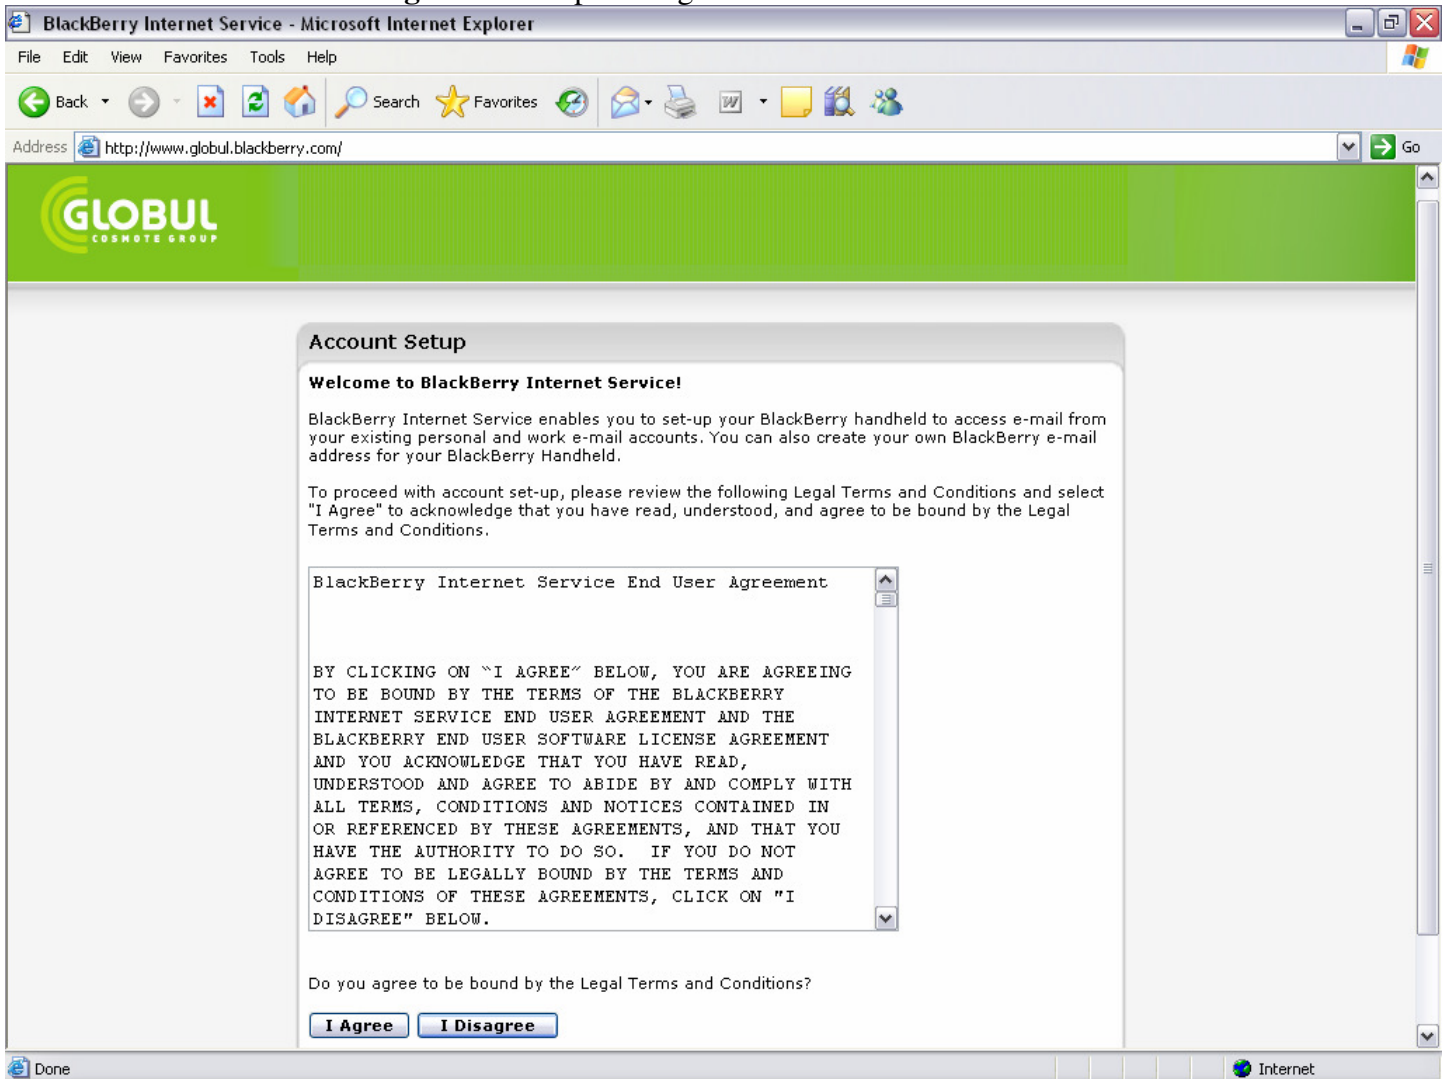 BlackBerry Internet Service - Microsoft Internet Explorer
File Edit View Favorites Tools Help
Back Search Favorites
Address http://www.globul.blackberry.com/ Go
GLOBUL
COSMOTE GROUP
Account Setup
Welcome to BlackBerry Internet Service!
BlackBerry Internet Service enables you to set-up your BlackBerry handheld to access e-mail from
your existing personal and work e-mail accounts. You can also create your own BlackBerry e-mail
address for your BlackBerry Handheld.
To proceed with account set-up, please review the following Legal Terms and Conditions and select
"I Agree" to acknowledge that you have read, understood, and agree to be bound by the Legal
Terms and Conditions.
BlackBerry Internet Service End User Agreement
BY CLICKING ON “I AGREE” BELOW, YOU ARE AGREEING
TO BE BOUND BY THE TERMS OF THE BLACKBERRY
INTERNET SERVICE END USER AGREEMENT AND THE
BLACKBERRY END USER SOFTWARE LICENSE AGREEMENT
AND YOU ACKNOWLEDGE THAT YOU HAVE READ,
UNDERSTOOD AND AGREE TO ABIDE BY AND COMPLY WITH
ALL TERMS, CONDITIONS AND NOTICES CONTAINED IN
OR REFERENCED BY THESE AGREEMENTS, AND THAT YOU
HAVE THE AUTHORITY TO DO SO.  IF YOU DO NOT
AGREE TO BE LEGALLY BOUND BY THE TERMS AND
CONDITIONS OF THESE AGREEMENTS, CLICK ON "I
DISAGREE" BELOW.
Do you agree to be bound by the Legal Terms and Conditions?
I Agree I Disagree
Done Internet